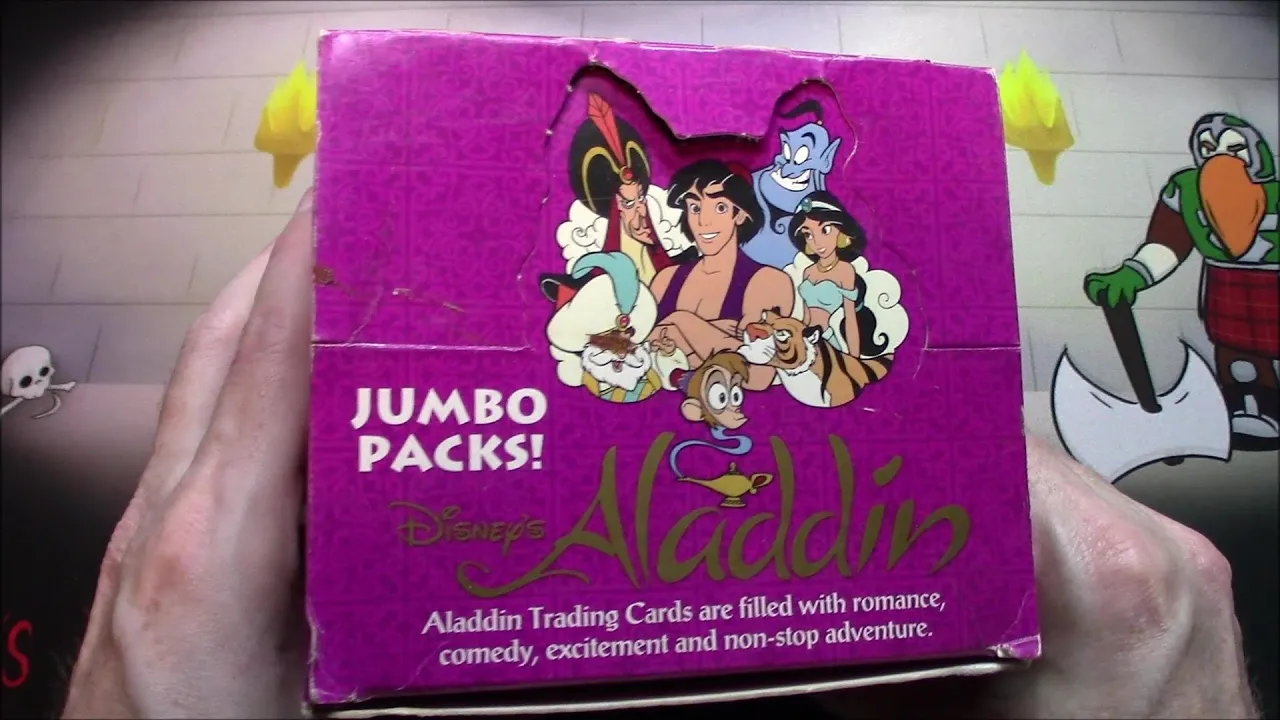 JUMBO
PACKS!
DISNEY'S Aladdin
Aladdin Trading Cards are filled with romance,
comedy, excitement and non-stop adventure.